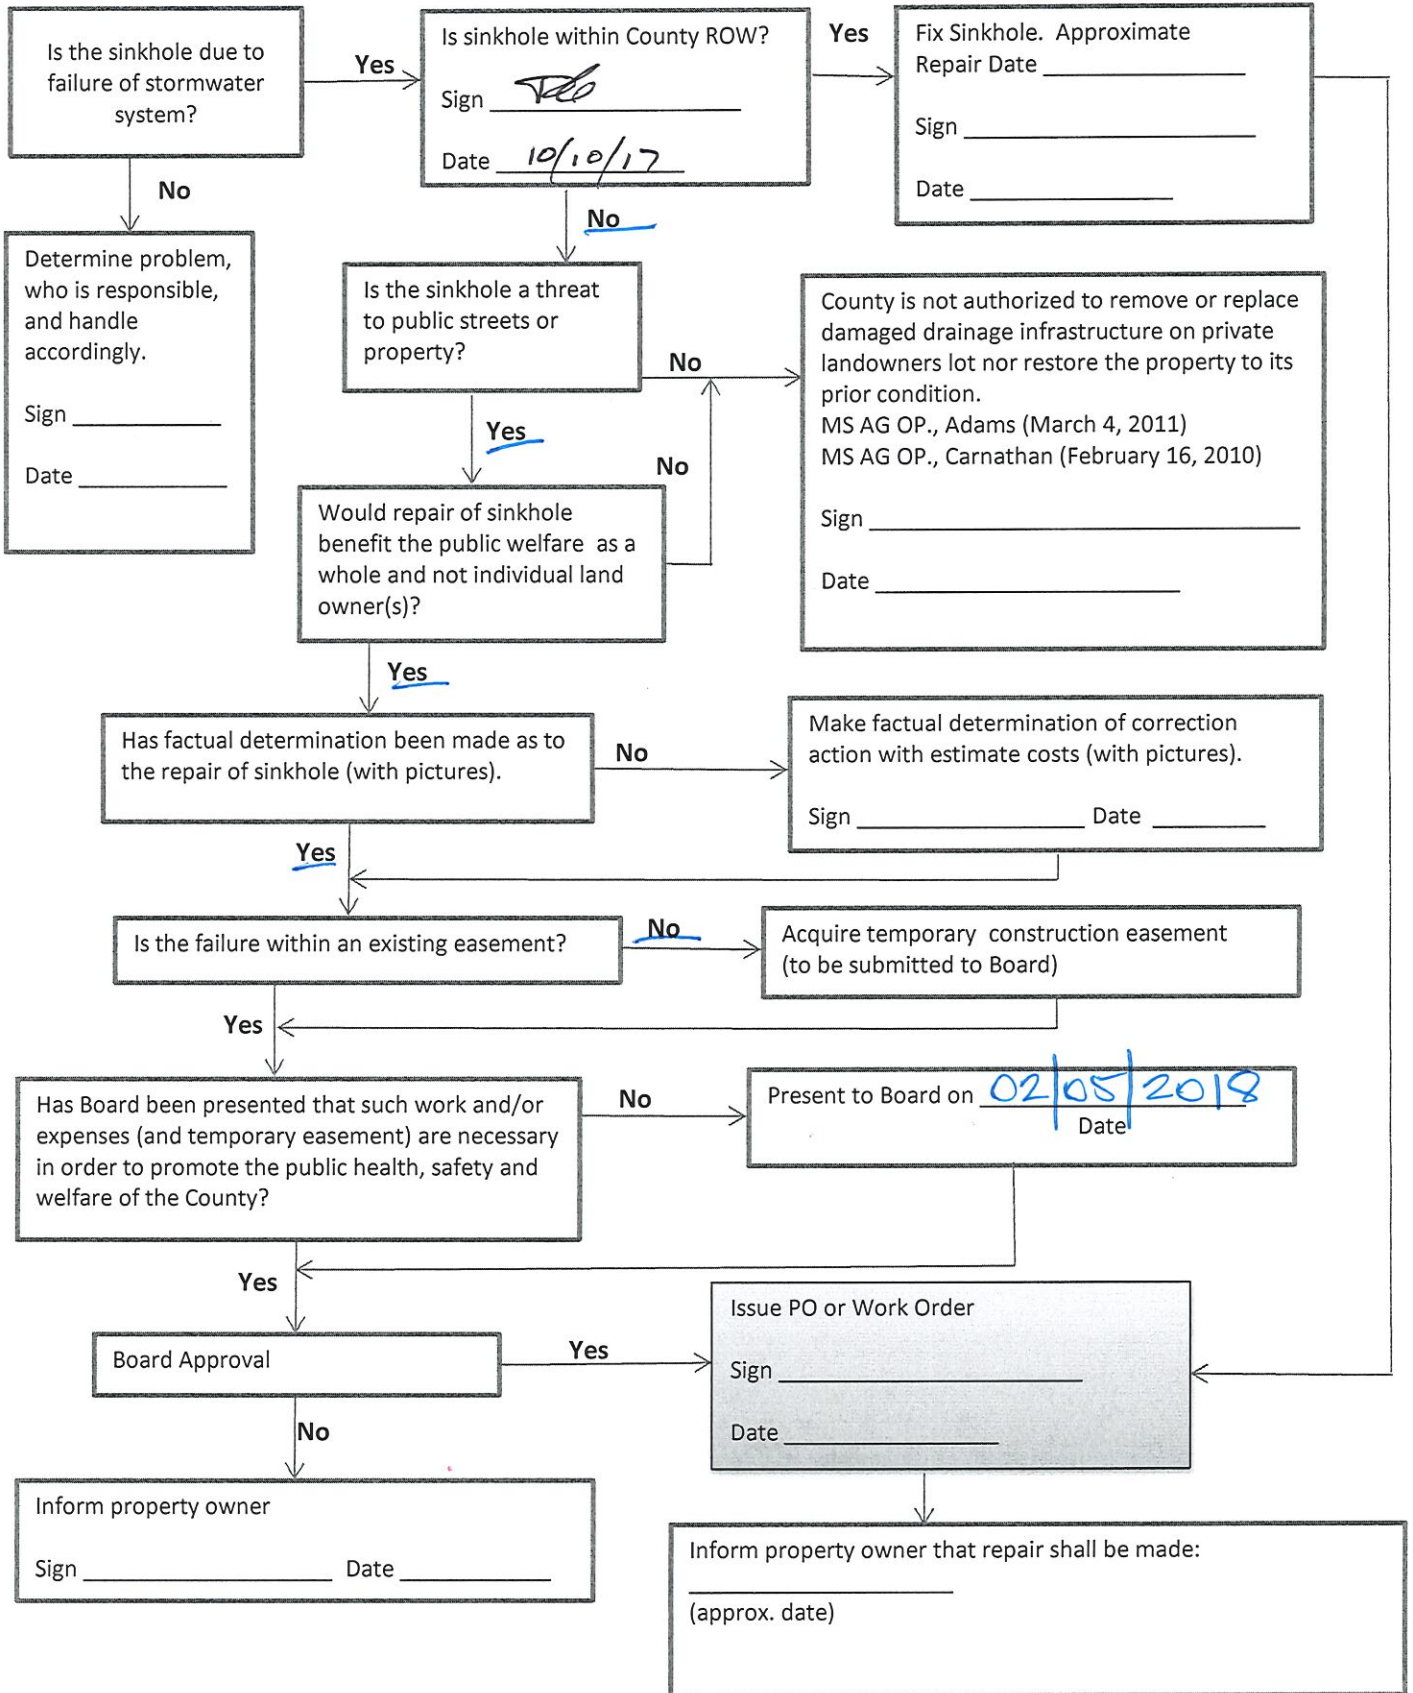 Is the sinkhole due to
failure of stormwater
system?
Yes
Is sinkhole within County ROW?
Sign
Date 10/10/17
Yes
Fix Sinkhole. Approximate
Repair Date
Sign
Date
No
Determine problem,
who is responsible,
and handle
accordingly.
Sign
Date
No
Is the sinkhole a threat
to public streets or
property?
No
County is not authorized to remove or replace
damaged drainage infrastructure on private
landowners lot nor restore the property to its
prior condition.
MS AG OP., Adams (March 4, 2011)
MS AG OP., Carnathan (February 16, 2010)
Sign
Date
Yes
No
Would repair of sinkhole
benefit the public welfare as a
whole and not individual land
owner(s)?
Yes
Has factual determination been made as to
the repair of sinkhole (with pictures).
No
Make factual determination of correction
action with estimate costs (with pictures).
Sign Date
Yes
Is the failure within an existing easement?
No
Acquire temporary construction easement
(to be submitted to Board)
Yes
Has Board been presented that such work and/or
expenses (and temporary easement) are necessary
in order to promote the public health, safety and
welfare of the County?
No
Present to Board on 02|05|2018
Date
Yes
Board Approval
Yes
Issue PO or Work Order
Sign
Date
No
Inform property owner
Sign Date
Inform property owner that repair shall be made:
(approx. date)